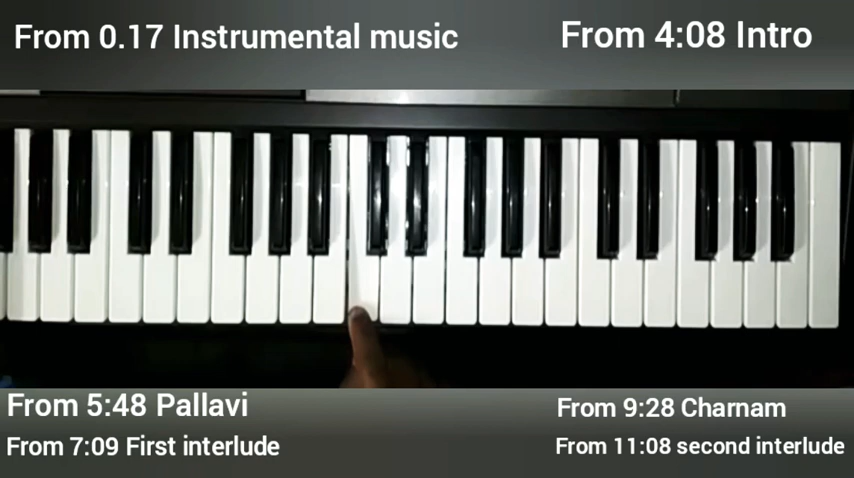 From 0.17 Instrumental music
From 4:08 Intro
From 5:48 Pallavi
From 9:28 Charnam
From 7:09 First interlude
From 11:08 second interlude